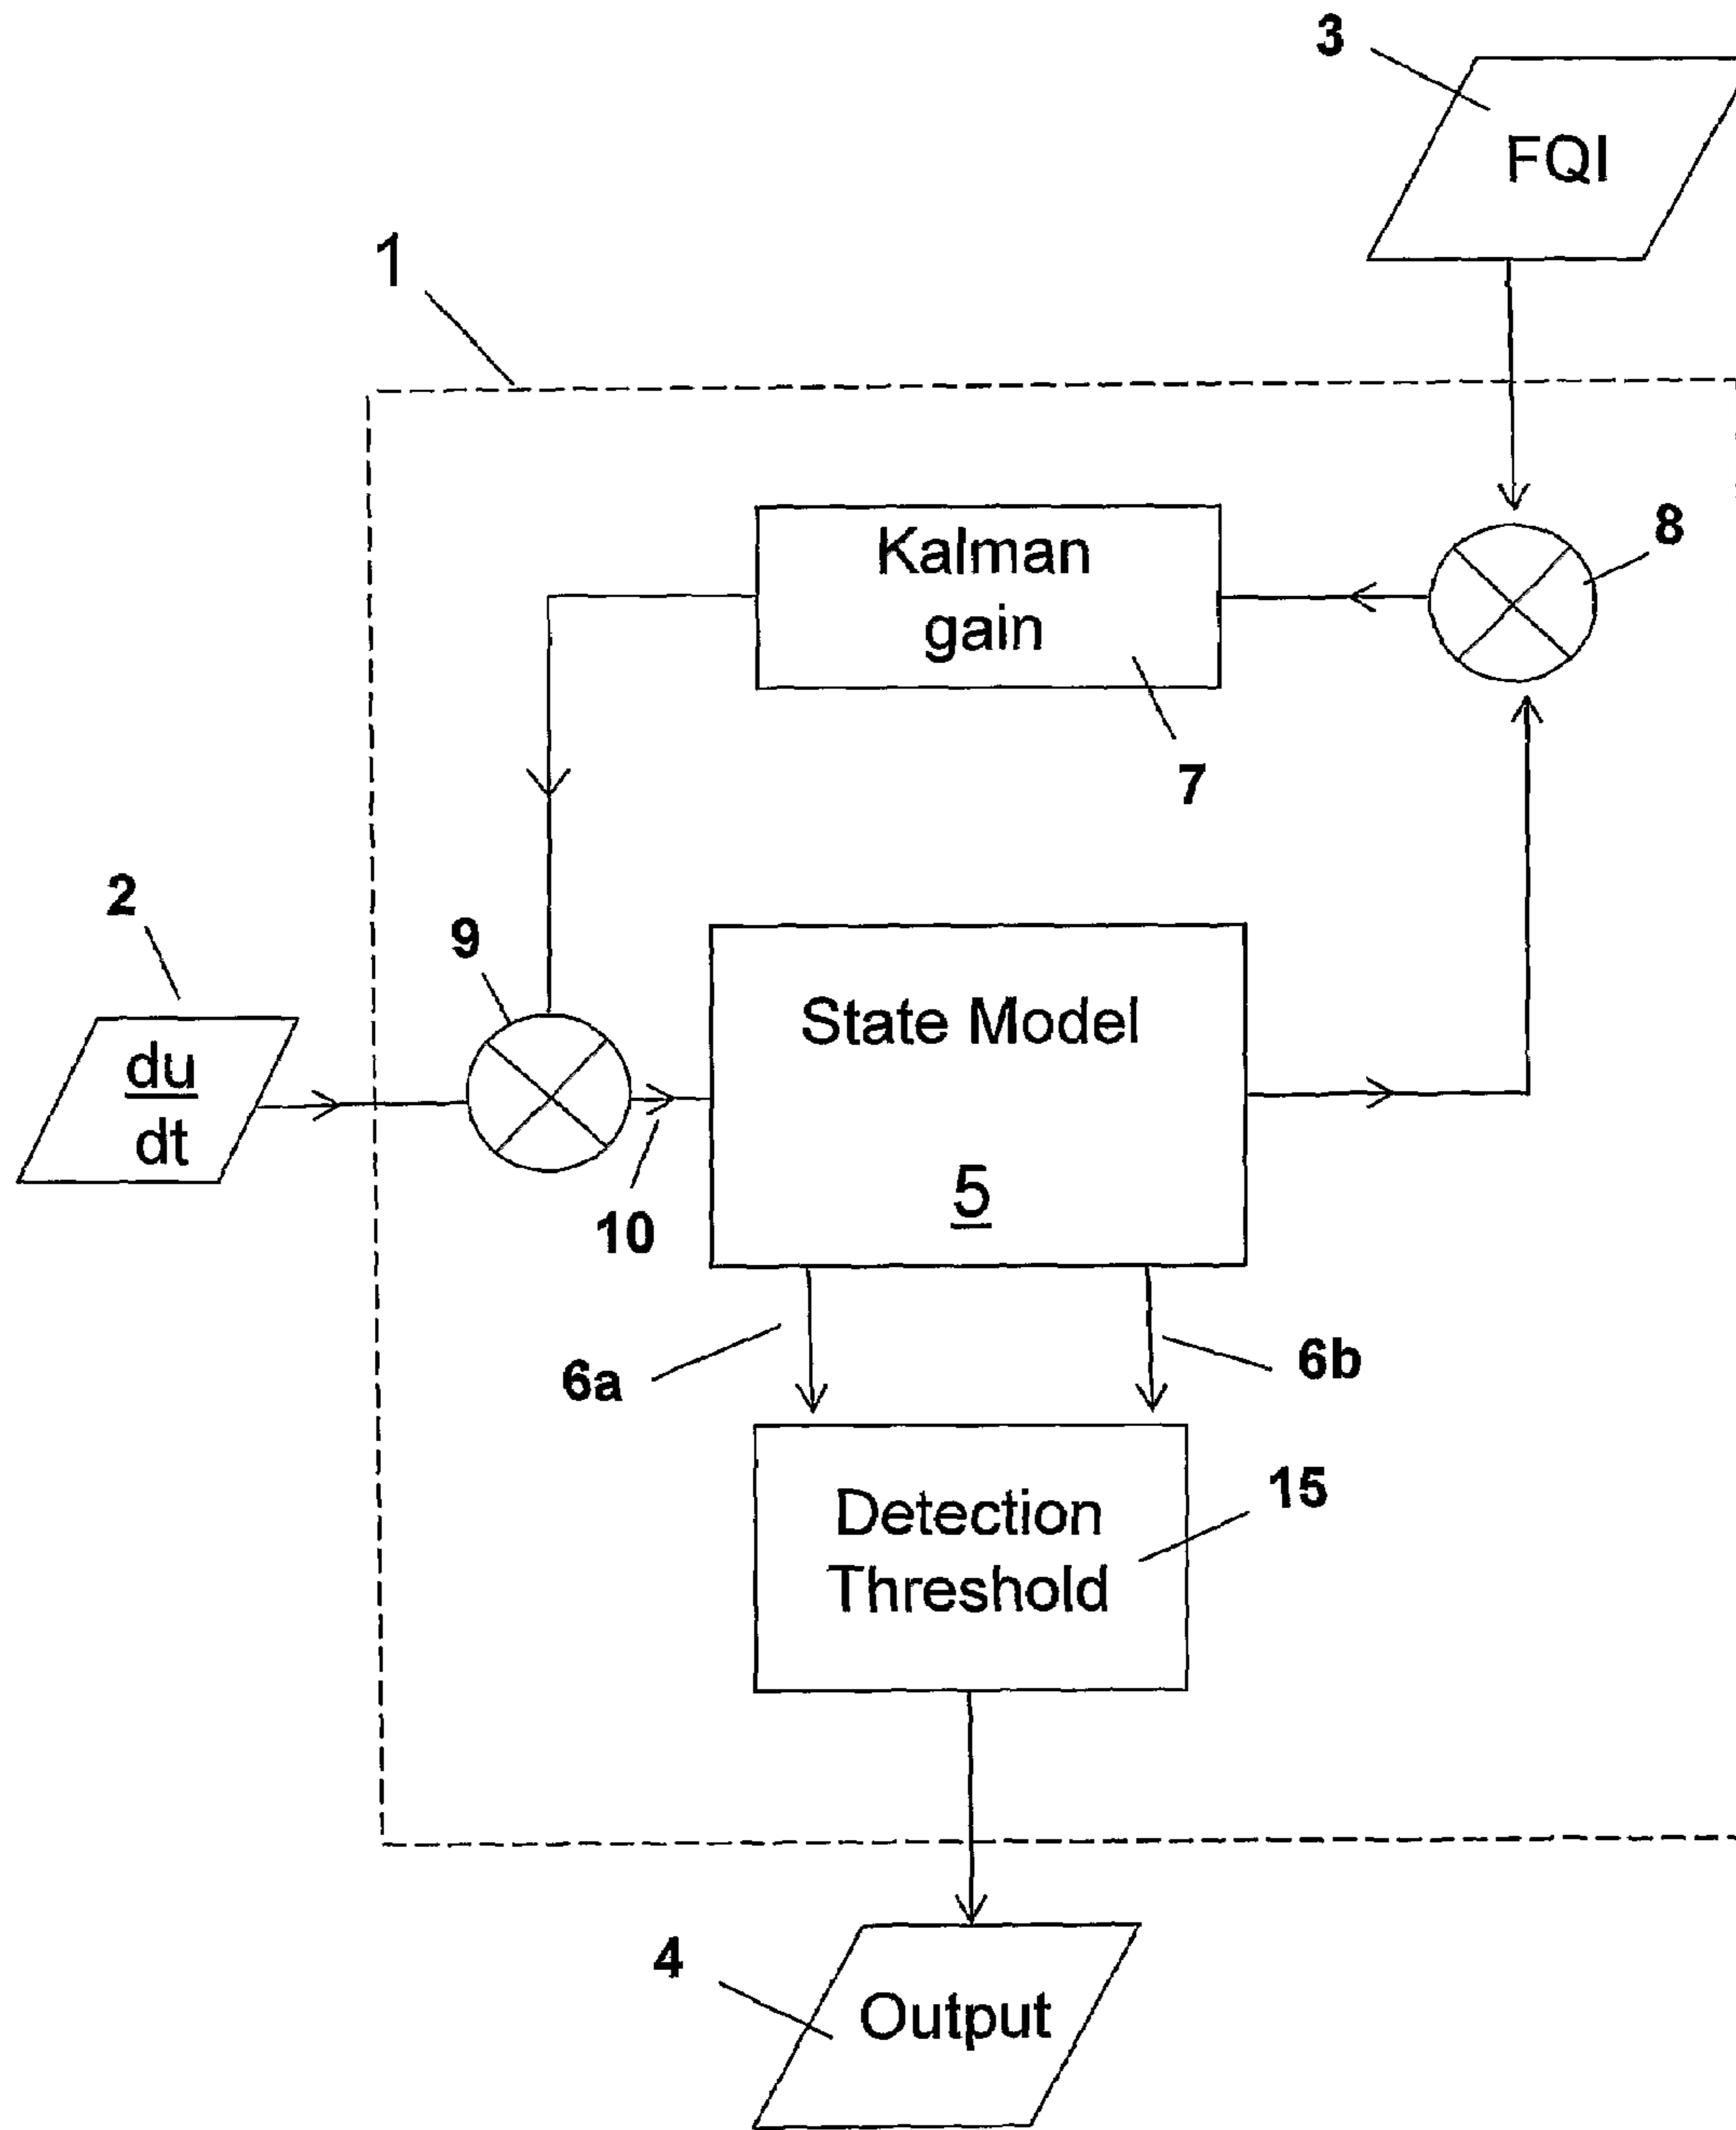 3
FQI
1
8
Kalman
gain
7
2
9
State Model
du
dt
5
10
6a
6b
15
Detection
Threshold
4
Output